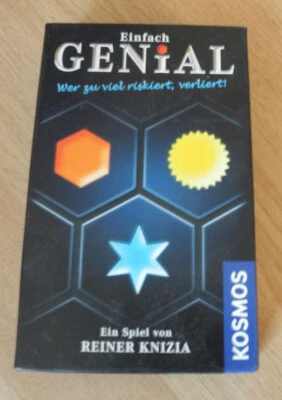 Einfach
GENiAL
Wer zu viel riskiert, verliert!
Ein Spiel von
REINER KNIZIA
KOSMOS